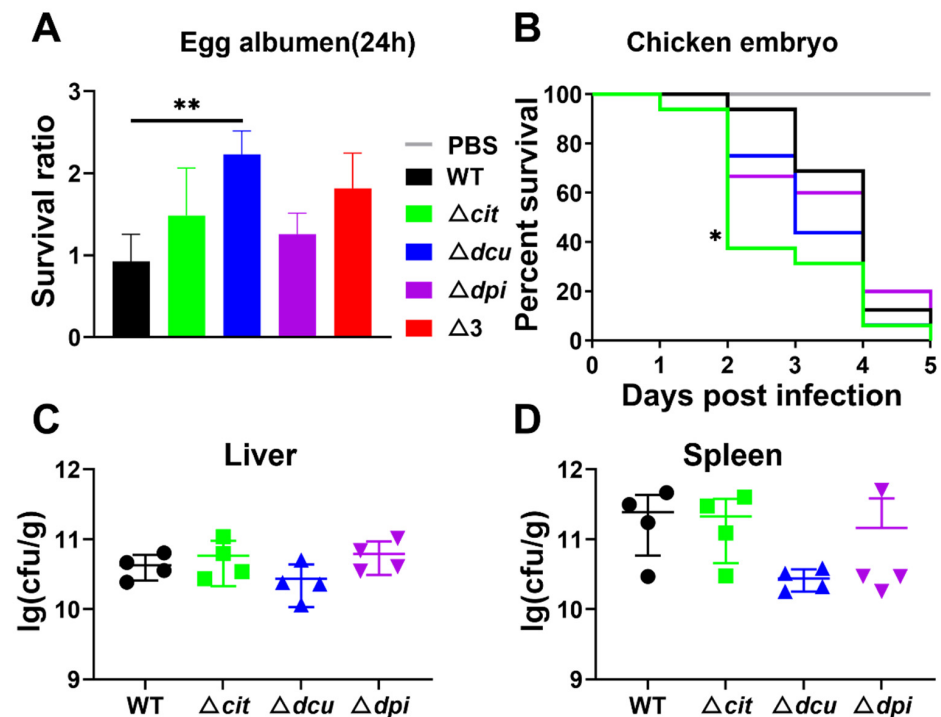 A
Egg albumen(24h)
Survival ratio
3
2
1
0
**
PBS
WT
△cit
△dcu
△dpi
△3
B
Chicken embryo
Percent survival
100
80
60
40
20
0
*
0 1 2 3 4 5
Days post infection
C
Liver
lg(cfu/g)
12
11
10
9
WT △cit △dcu △dpi
D
Spleen
lg(cfu/g)
12
11
10
9
WT △cit △dcu △dpi